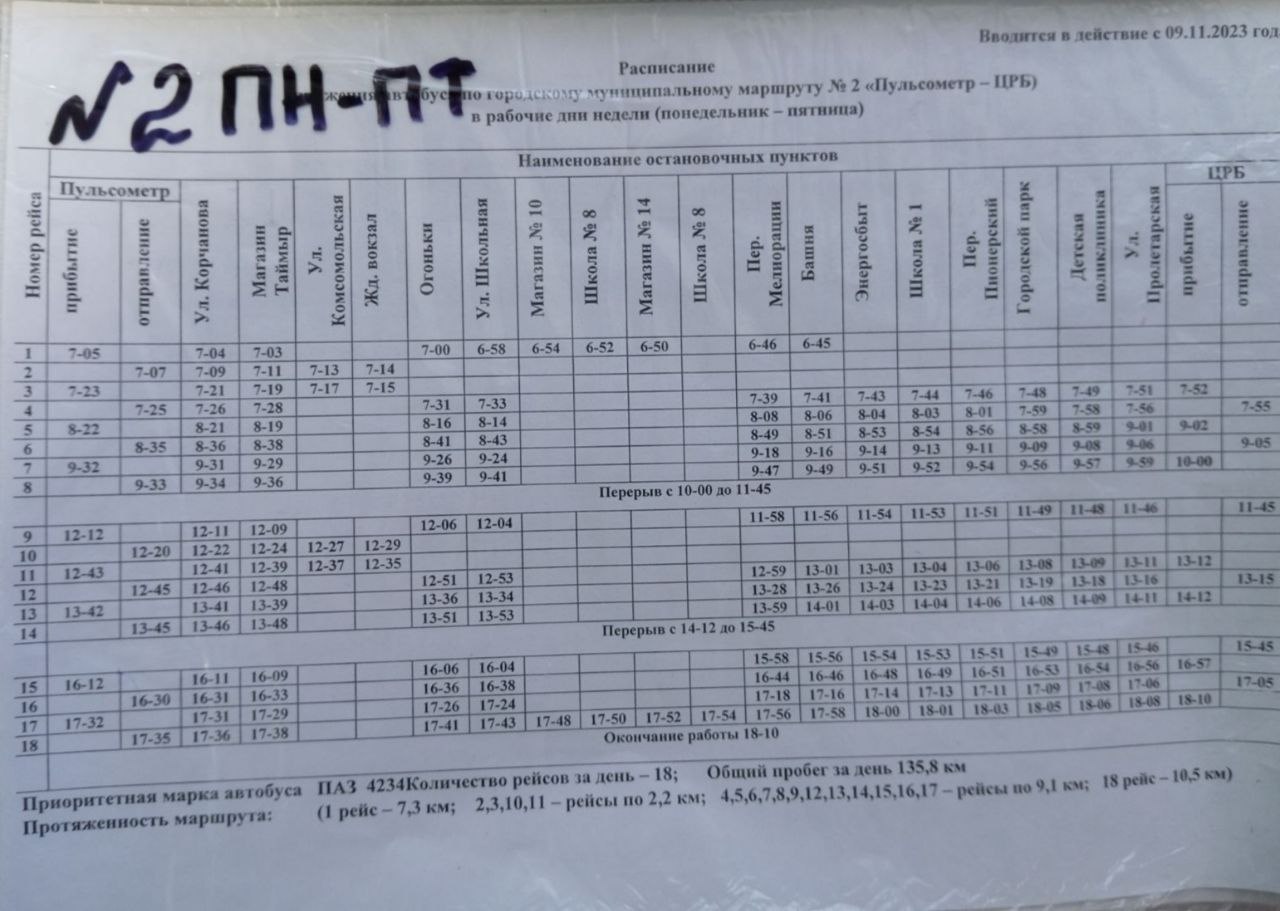 Вводится в действие с 09.11.2023 год
№ 2 ПН-ПТ
Расписание
автобуса по городскому муниципальному маршруту № 2 «Пульсометр – ЦРБ)
в рабочие дни недели (понедельник – пятница)
Номер рейса Наименование остановочных пунктов
Пульсометр ЦРБ
прибытие отправление Ул. Корчанова Магазин Таймыр Ул. Комсомольская Жд. вокзал Огоньки Ул. Школьная Магазин № 10 Школа № 8 Магазин № 14 Школа № 8 Пер. Мелиорации Башня Энергосбыт Школа № 1 Пер. Пионерский Городской парк Детская поликлиника Ул. Пролетарская прибытие отправление
1 7-05 7-04 7-03 7-00 6-58 6-54 6-52 6-50 6-46 6-45
2 7-07 7-09 7-11 7-13 7-14
3 7-23 7-21 7-19 7-17 7-15
4 7-25 7-26 7-28 7-31 7-33 7-39 7-41 7-43 7-44 7-46 7-48 7-49 7-51 7-52
5 8-22 8-21 8-19 8-16 8-14 8-08 8-06 8-04 8-03 8-01 7-59 7-58 7-56 7-55
6 8-35 8-36 8-38 8-41 8-43 8-49 8-51 8-53 8-54 8-56 8-58 8-59 9-01 9-02
7 9-32 9-31 9-29 9-26 9-24 9-18 9-16 9-14 9-13 9-11 9-09 9-08 9-06 9-05
8 9-33 9-34 9-36 9-39 9-41 9-47 9-49 9-51 9-52 9-54 9-56 9-57 9-59 10-00
Перерыв с 10-00 до 11-45
9 12-12 12-11 12-09 12-06 12-04 11-58 11-56 11-54 11-53 11-51 11-49 11-48 11-46 11-45
10 12-20 12-22 12-24 12-27 12-29
11 12-43 12-41 12-39 12-37 12-35
12 12-45 12-46 12-48 12-51 12-53 12-59 13-01 13-03 13-04 13-06 13-08 13-09 13-11 13-12
13 13-42 13-41 13-39 13-36 13-34 13-28 13-26 13-24 13-23 13-21 13-19 13-18 13-16 13-15
14 13-45 13-46 13-48 13-51 13-53 13-59 14-01 14-03 14-04 14-06 14-08 14-09 14-11 14-12
Перерыв с 14-12 до 15-45
15 16-12 16-11 16-09 16-06 16-04 15-58 15-56 15-54 15-53 15-51 15-49 15-48 15-46 15-45
16 16-30 16-31 16-33 16-36 16-38 16-44 16-46 16-48 16-49 16-51 16-53 16-54 16-56 16-57
17 17-32 17-31 17-29 17-26 17-24 17-18 17-16 17-14 17-13 17-11 17-09 17-08 17-06 17-05
18 17-35 17-36 17-38 17-41 17-43 17-48 17-50 17-52 17-54 17-56 17-58 18-00 18-01 18-03 18-05 18-06 18-08 18-10
Окончание работы 18-10
Приоритетная марка автобуса ПАЗ 4234Количество рейсов за день – 18; Общий пробег за день 135,8 км
Протяженность маршрута: (1 рейс – 7,3 км; 2,3,10,11 – рейсы по 2,2 км; 4,5,6,7,8,9,12,13,14,15,16,17 – рейсы по 9,1 км; 18 рейс – 10,5 км)